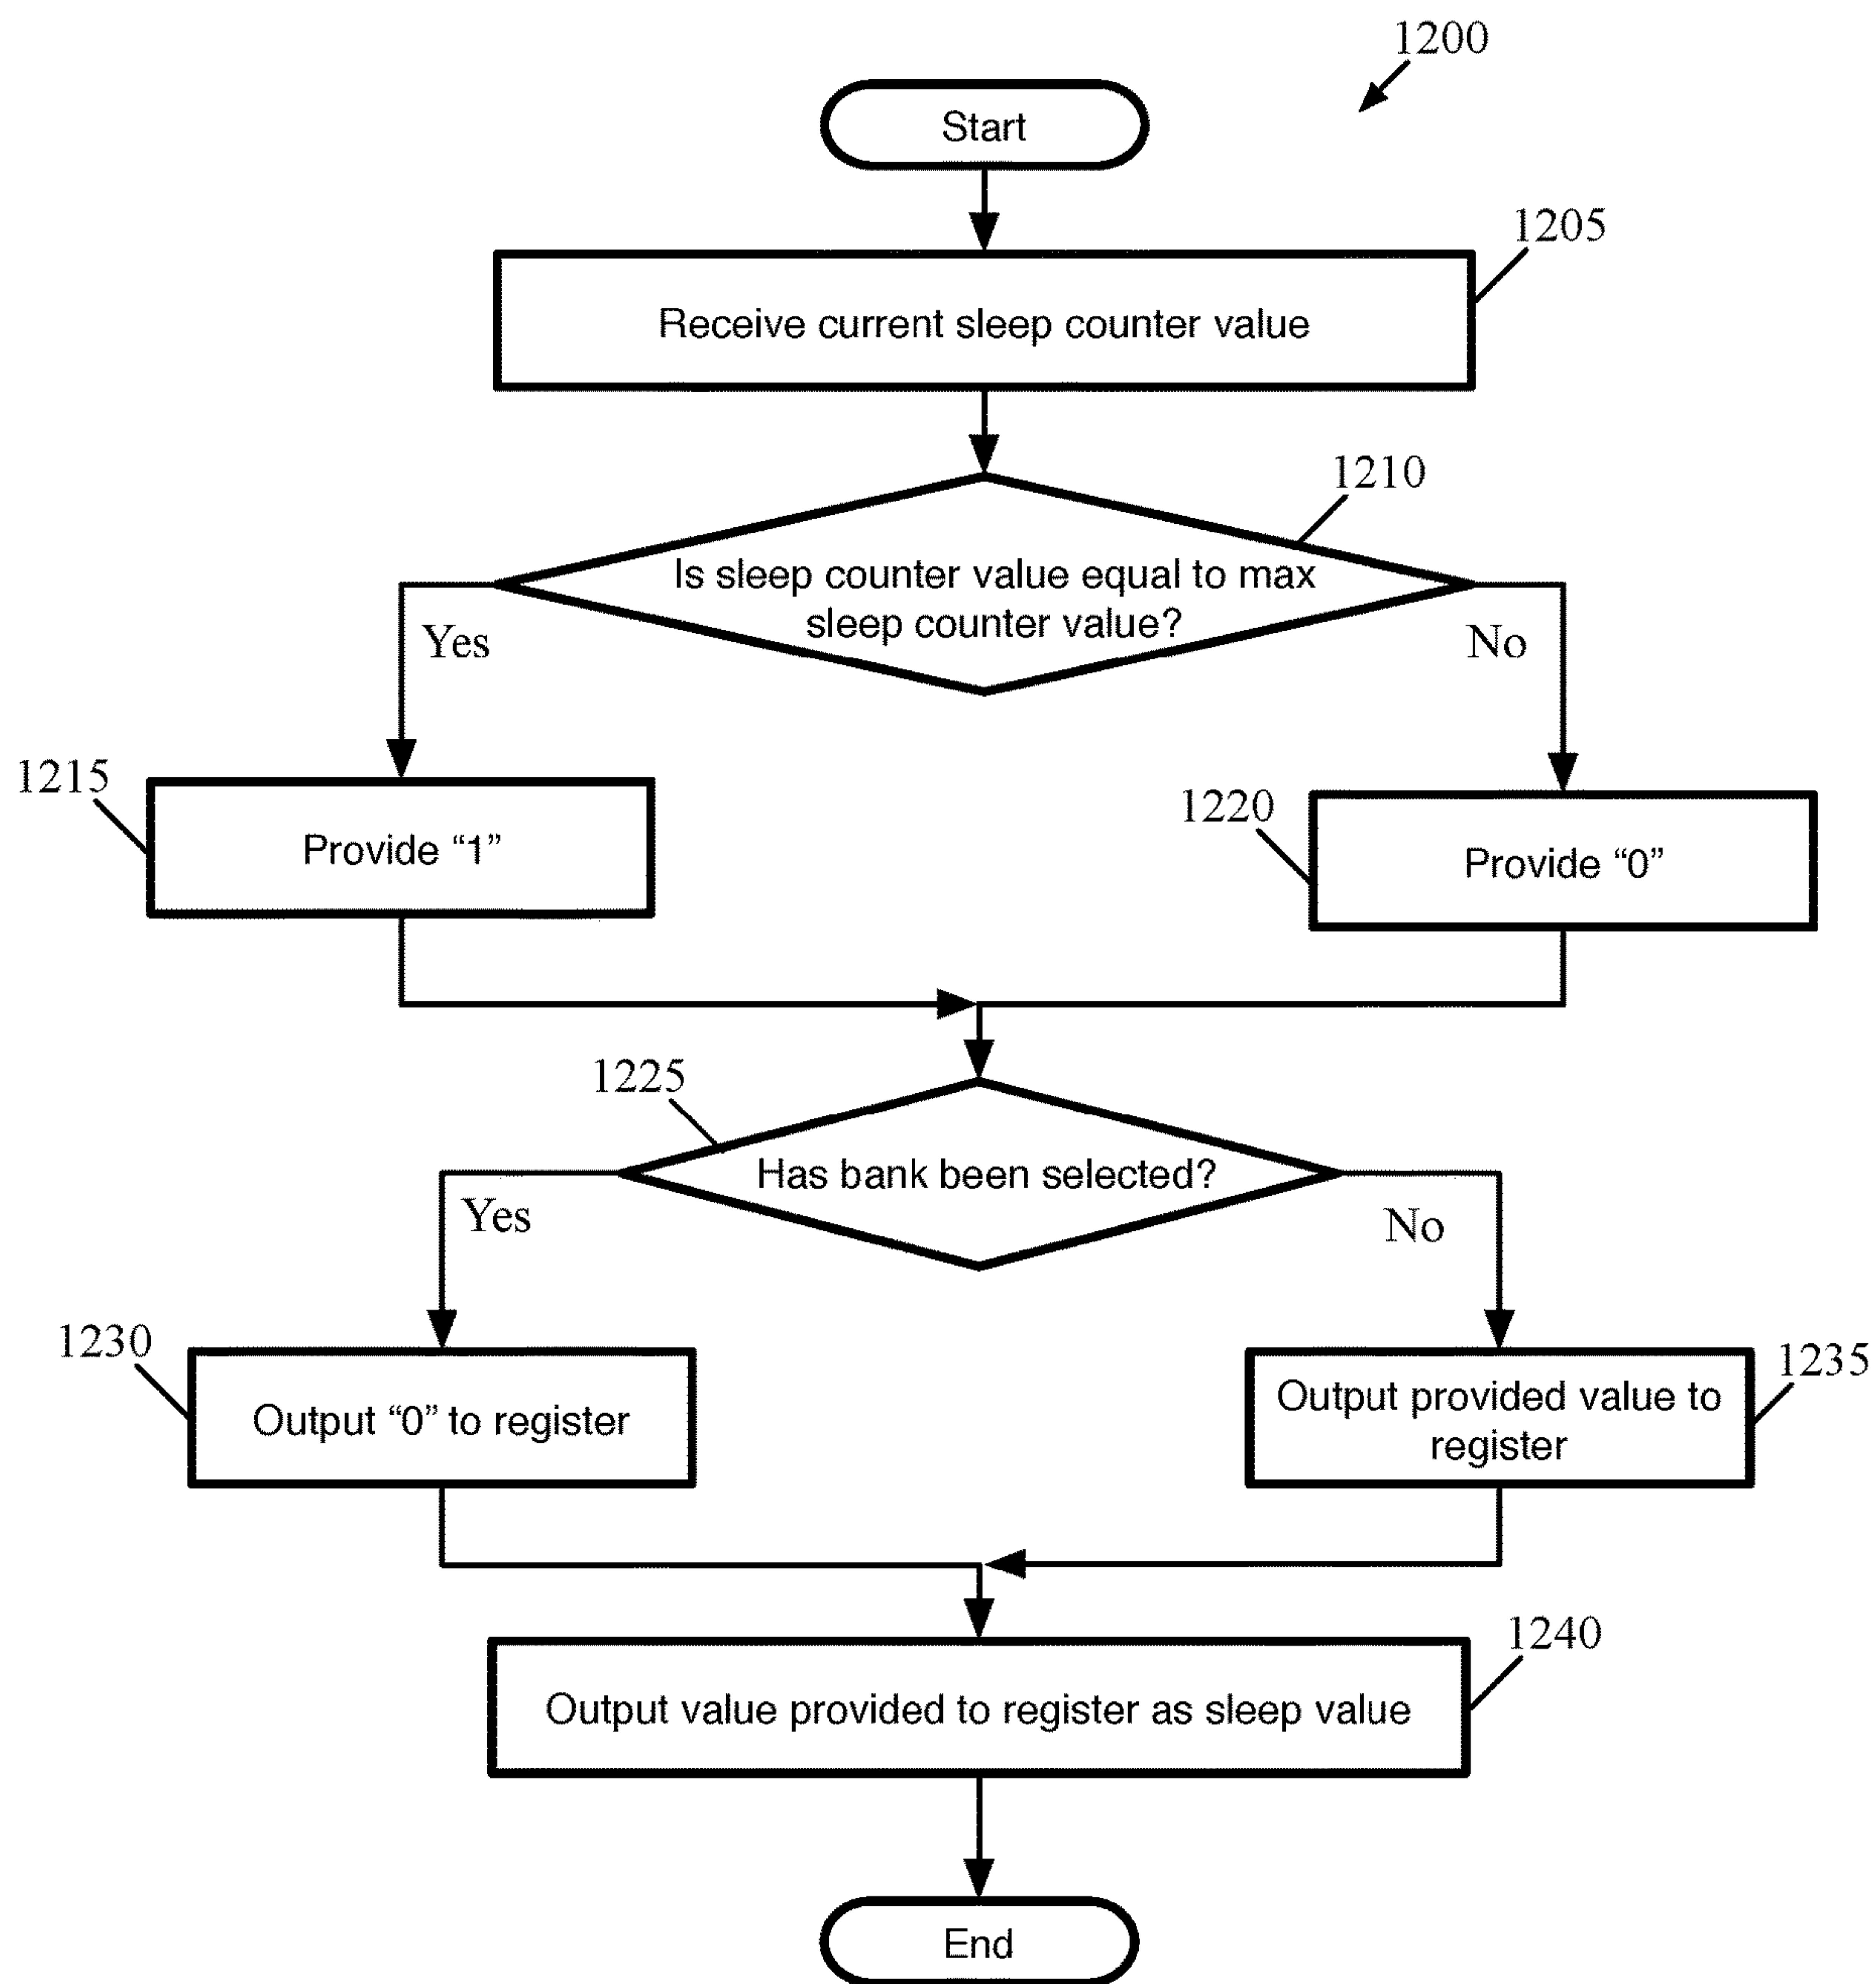 1200
Start
1205
Receive current sleep counter value
1210
Is sleep counter value equal to max
sleep counter value?
Yes
No
1215
Provide “1”
1220
Provide “0”
1225
Has bank been selected?
Yes
No
1230
Output “0” to register
1235
Output provided value to
register
1240
Output value provided to register as sleep value
End